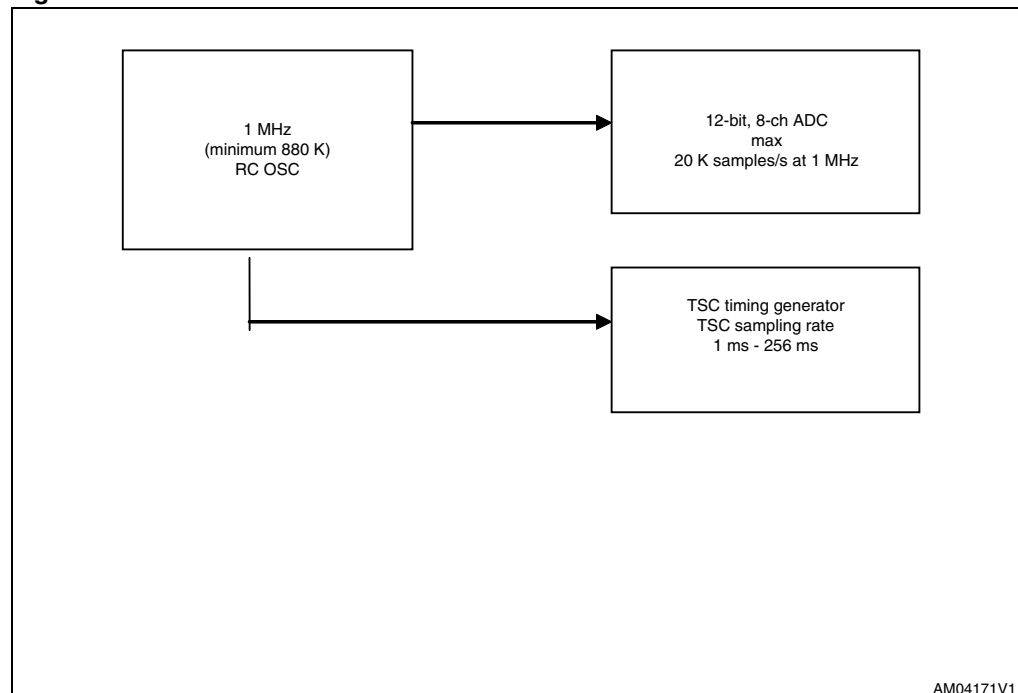 1 MHz
(minimum 880 K)
RC OSC
12-bit, 8-ch ADC
max
20 K samples/s at 1 MHz
TSC timing generator
TSC sampling rate
1 ms - 256 ms
AM04171V1